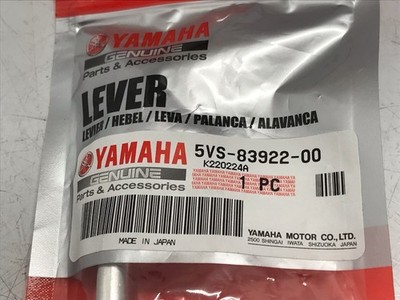 YAMAHA
GENUINE
Parts & Accessories
LEVER
LEVIER / HEBEL / LEVA / PALANCA / ALAVANCA
YAMAHA 5VS-83922-00
GENUINE K220224A
Parts & Accessories 1 PC
MADE IN JAPAN
YAMAHA MOTOR CO., LTD.
2500 SHINGAI IWATA SHIZUOKA JAPAN